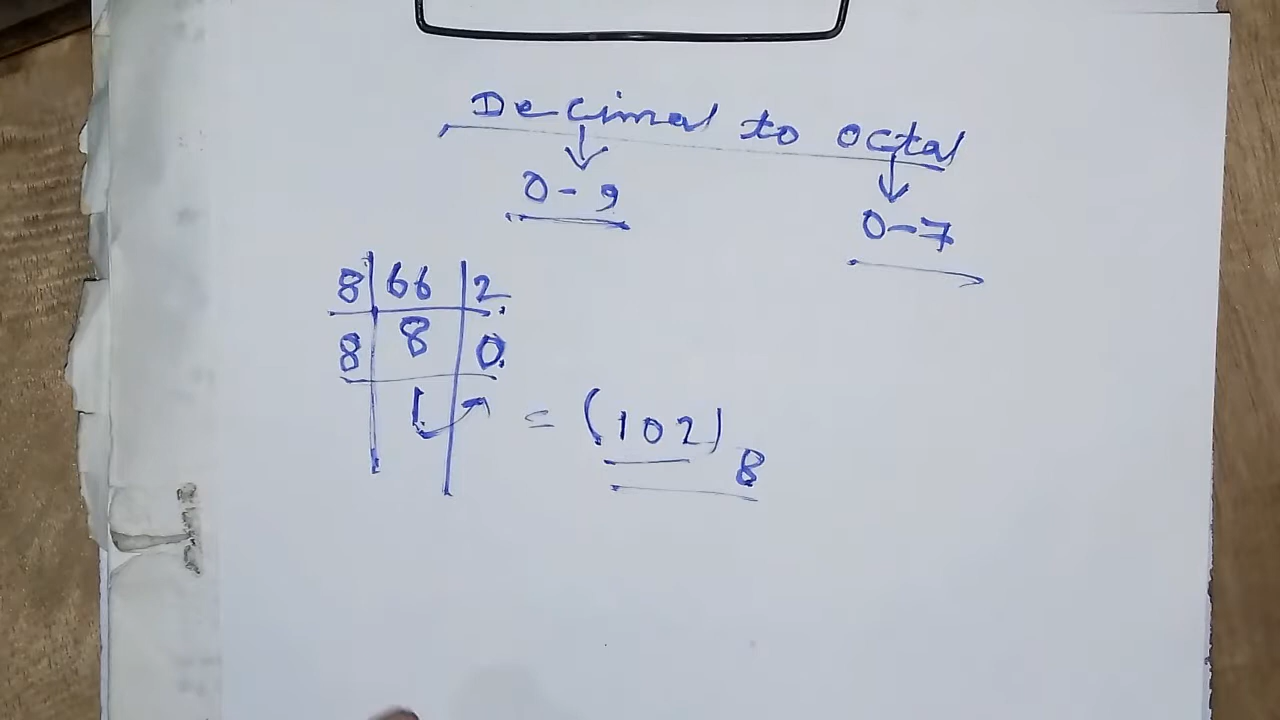 Decimal to octal
0-9 0-7
8 66 2
8 8 0
1 = (102)8